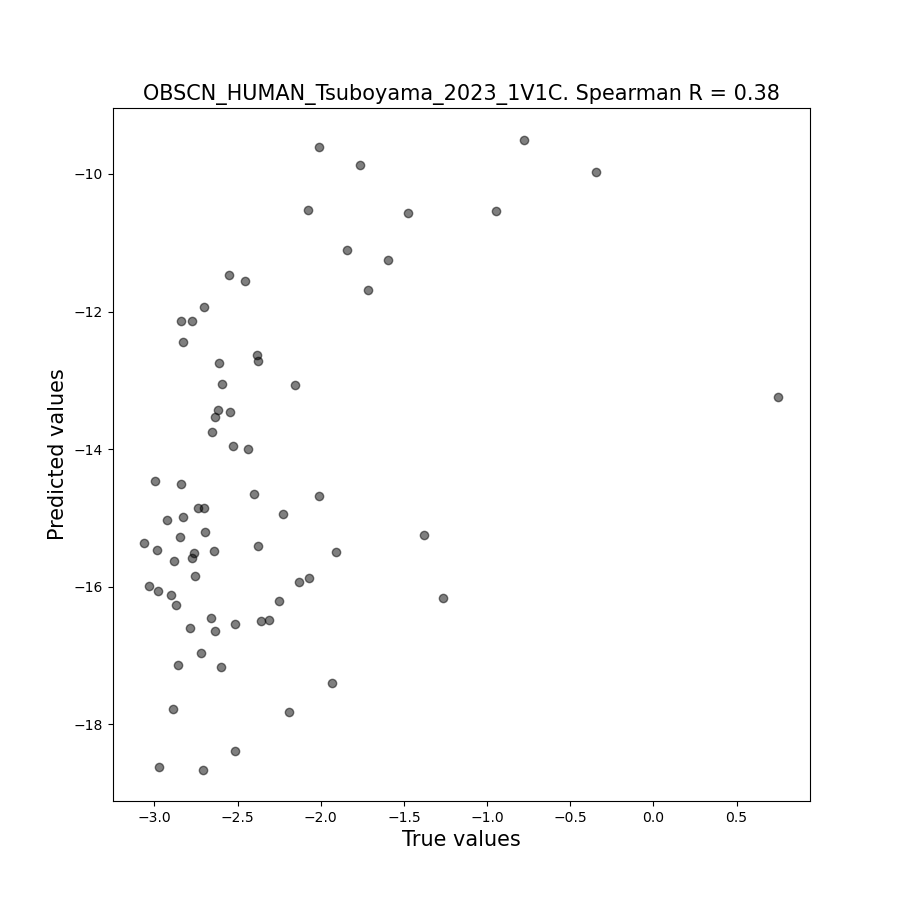 OBSCN_HUMAN_Tsuboyama_2023_1V1C. Spearman R = 0.38
−10
−12
−14
−16
−18
Predicted values
−3.0 −2.5 −2.0 −1.5 −1.0 −0.5 0.0 0.5
True values